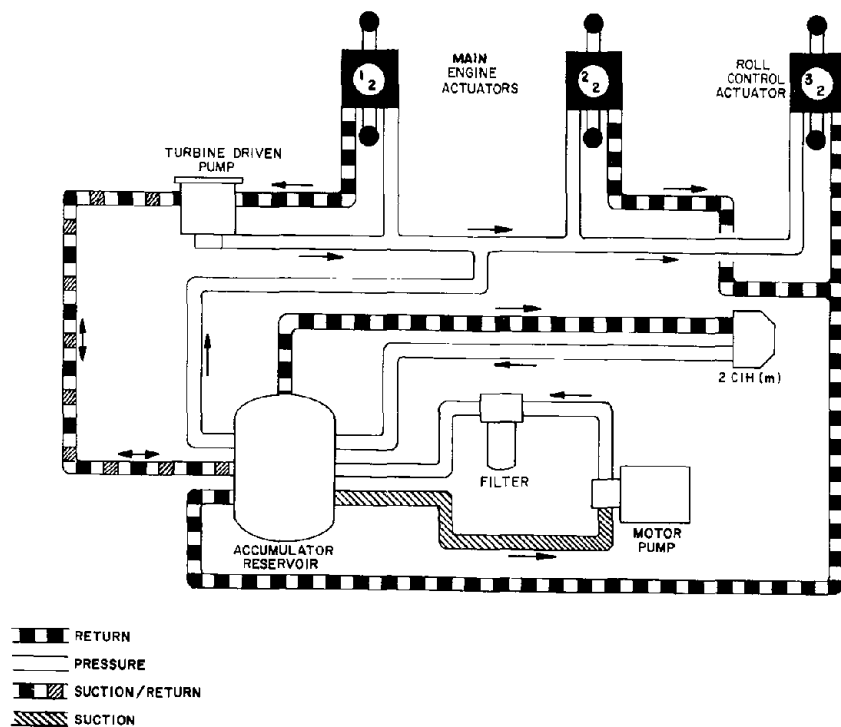 MAIN
ENGINE
ACTUATORS
ROLL
CONTROL
ACTUATOR
1 2
2 2
3 2
TURBINE DRIVEN
PUMP
2 CIH (m)
FILTER
MOTOR
PUMP
ACCUMULATOR
RESERVOIR
RETURN
PRESSURE
SUCTION/RETURN
SUCTION